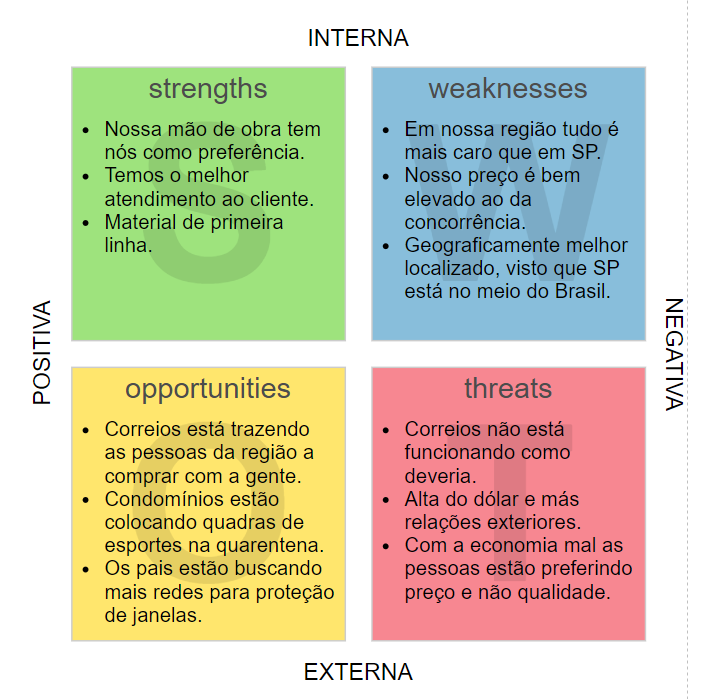 INTERNA
strengths
• Nossa mão de obra tem
nós como preferência.
• Temos o melhor
atendimento ao cliente.
• Material de primeira
linha.
S
weaknesses
• Em nossa região tudo é
mais caro que em SP.
• Nosso preço é bem
elevado ao da
concorrência.
• Geograficamente melhor
localizado, visto que SP
está no meio do Brasil.
W
POSITIVA
NEGATIVA
opportunities
• Correios está trazendo
as pessoas da região a
comprar com a gente.
• Condomínios estão
colocando quadras de
esportes na quarentena.
• Os pais estão buscando
mais redes para proteção
de janelas.
O
threats
• Correios não está
funcionando como
deveria.
• Alta do dólar e más
relações exteriores.
• Com a economia mal as
pessoas estão preferindo
preço e não qualidade.
T
EXTERNA